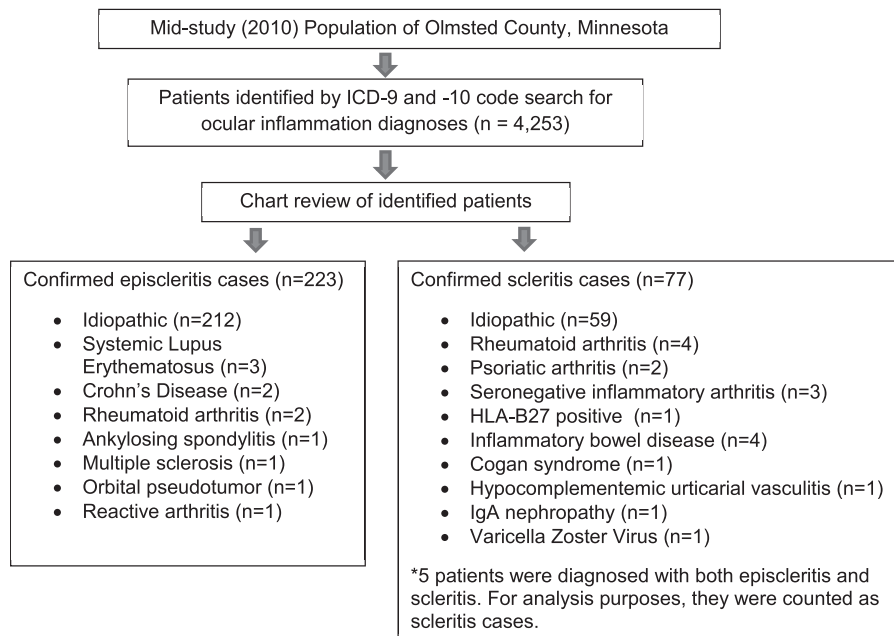 Mid-study (2010) Population of Olmsted County, Minnesota
Patients identified by ICD-9 and -10 code search for
ocular inflammation diagnoses (n = 4,253)
Chart review of identified patients
Confirmed episcleritis cases (n=223)
• Idiopathic (n=212)
• Systemic Lupus
Erythematosus (n=3)
• Crohn's Disease (n=2)
• Rheumatoid arthritis (n=2)
• Ankylosing spondylitis (n=1)
• Multiple sclerosis (n=1)
• Orbital pseudotumor (n=1)
• Reactive arthritis (n=1)
Confirmed scleritis cases (n=77)
• Idiopathic (n=59)
• Rheumatoid arthritis (n=4)
• Psoriatic arthritis (n=2)
• Seronegative inflammatory arthritis (n=3)
• HLA-B27 positive (n=1)
• Inflammatory bowel disease (n=4)
• Cogan syndrome (n=1)
• Hypocomplementemic urticarial vasculitis (n=1)
• IgA nephropathy (n=1)
• Varicella Zoster Virus (n=1)
*5 patients were diagnosed with both episcleritis and
scleritis. For analysis purposes, they were counted as
scleritis cases.